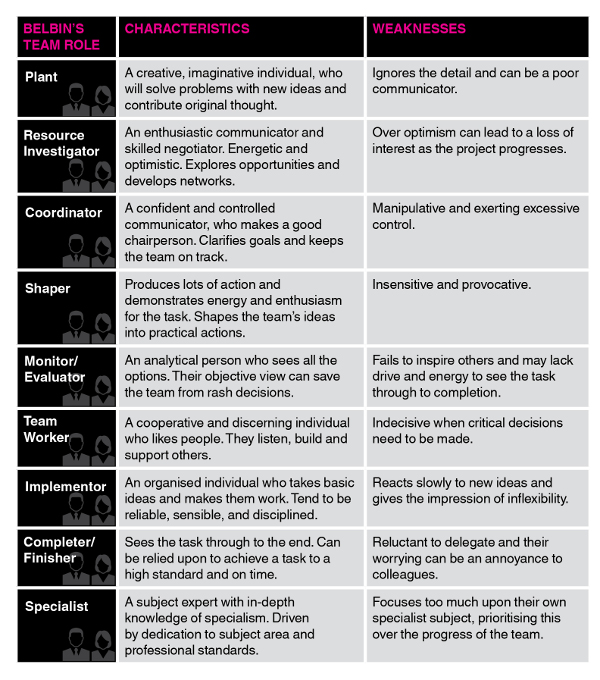 BELBIN'S
TEAM ROLE
CHARACTERISTICS
WEAKNESSES
Plant
A creative, imaginative individual, who
will solve problems with new ideas and
contribute original thought.
Ignores the detail and can be a poor
communicator.
Resource
Investigator
An enthusiastic communicator and
skilled negotiator. Energetic and
optimistic. Explores opportunities and
develops networks.
Over optimism can lead to a loss of
interest as the project progresses.
Coordinator
A confident and controlled
communicator, who makes a good
chairperson. Clarifies goals and keeps
the team on track.
Manipulative and exerting excessive
control.
Shaper
Produces lots of action and
demonstrates energy and enthusiasm
for the task. Shapes the team's ideas
into practical actions.
Insensitive and provocative.
Monitor/
Evaluator
An analytical person who sees all the
options. Their objective view can save
the team from rash decisions.
Fails to inspire others and may lack
drive and energy to see the task
through to completion.
Team
Worker
A cooperative and discerning individual
who likes people. They listen, build and
support others.
Indecisive when critical decisions
need to be made.
Implementor
An organised individual who takes basic
ideas and makes them work. Tend to be
reliable, sensible, and disciplined.
Reacts slowly to new ideas and
gives the impression of inflexibility.
Completer/
Finisher
Sees the task through to the end. Can
be relied upon to achieve a task to a
high standard and on time.
Reluctant to delegate and their
worrying can be an annoyance to
colleagues.
Specialist
A subject expert with in-depth
knowledge of specialism. Driven
by dedication to subject area and
professional standards.
Focuses too much upon their own
specialist subject, prioritising this
over the progress of the team.